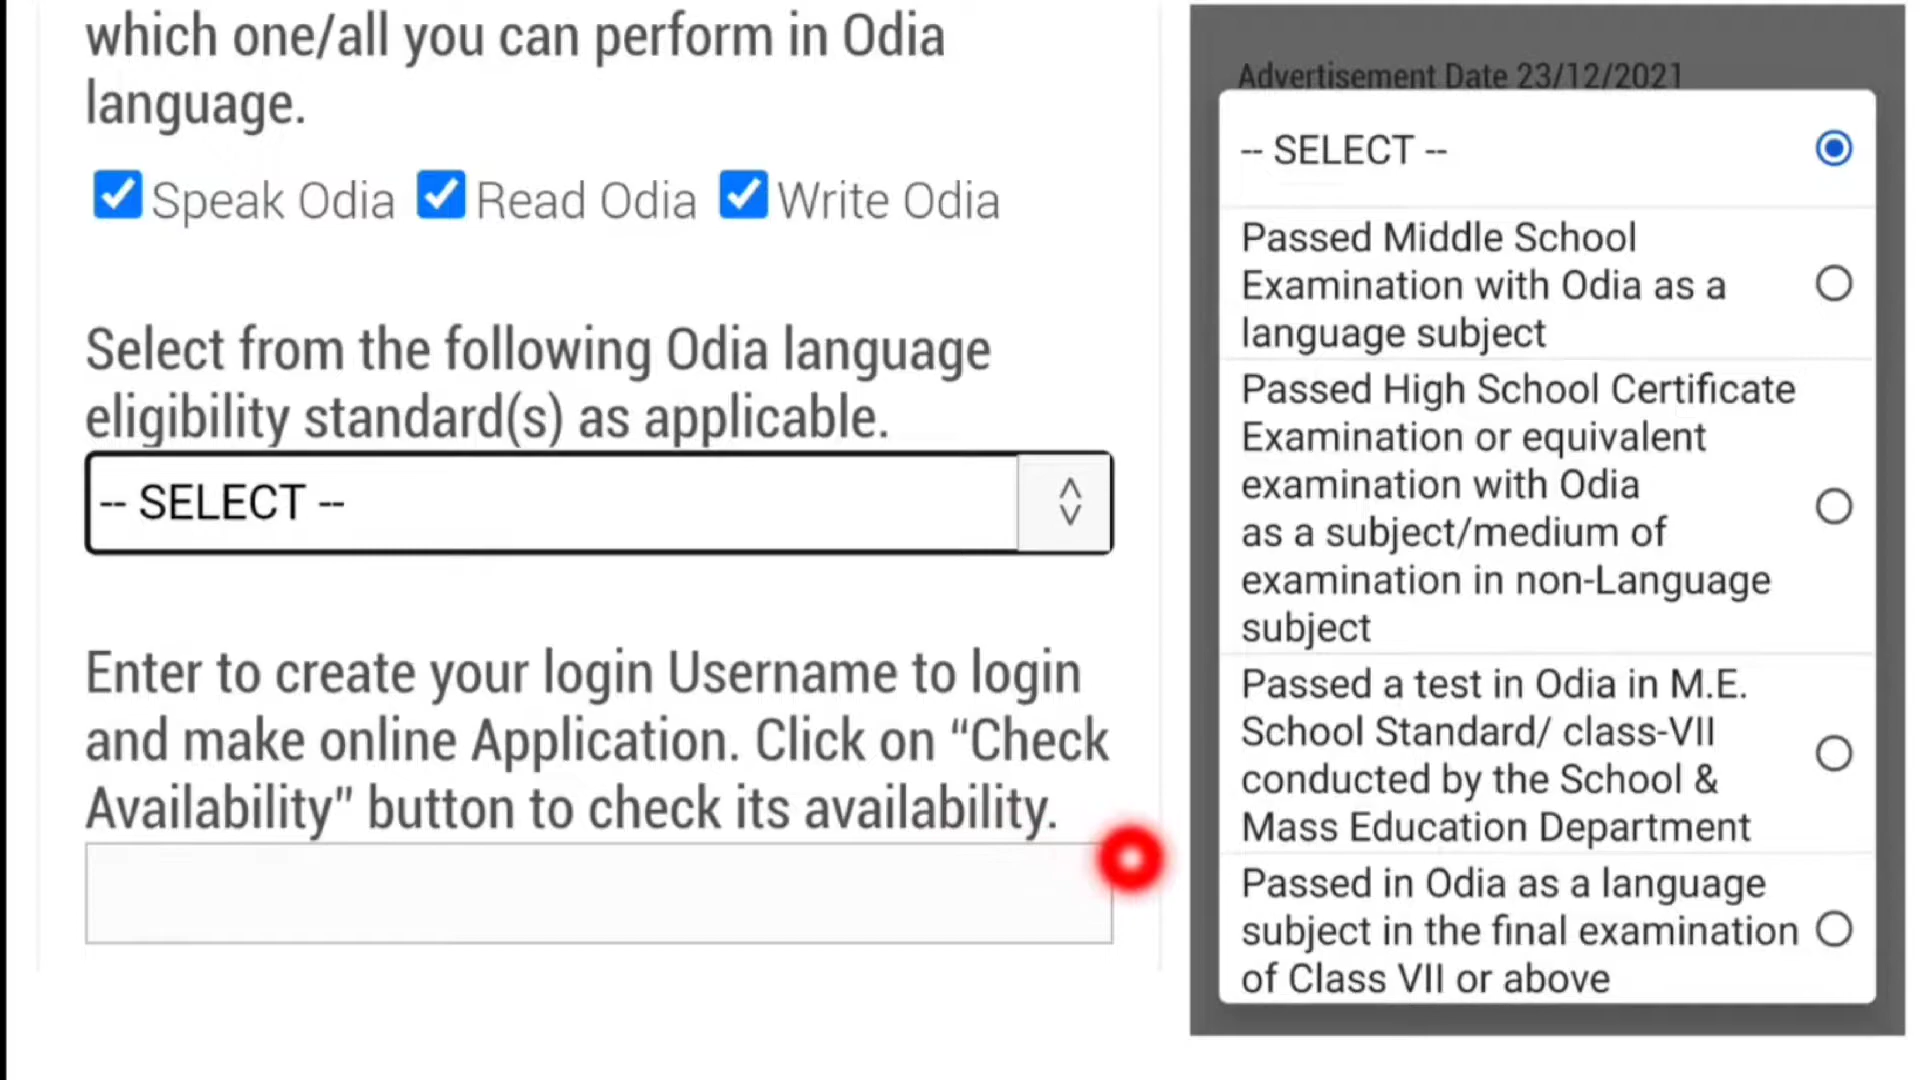 which one/all you can perform in Odia
language.
Speak Odia Read Odia Write Odia
Select from the following Odia language
eligibility standard(s) as applicable.
-- SELECT --
Enter to create your login Username to login
and make online Application. Click on “Check
Availability” button to check its availability.
Advertisement Date 23/12/2021
-- SELECT --
Passed Middle School
Examination with Odia as a
language subject
Passed High School Certificate
Examination or equivalent
examination with Odia
as a subject/medium of
examination in non-Language
subject
Passed a test in Odia in M.E.
School Standard/ class-VII
conducted by the School &
Mass Education Department
Passed in Odia as a language
subject in the final examination
of Class VII or above